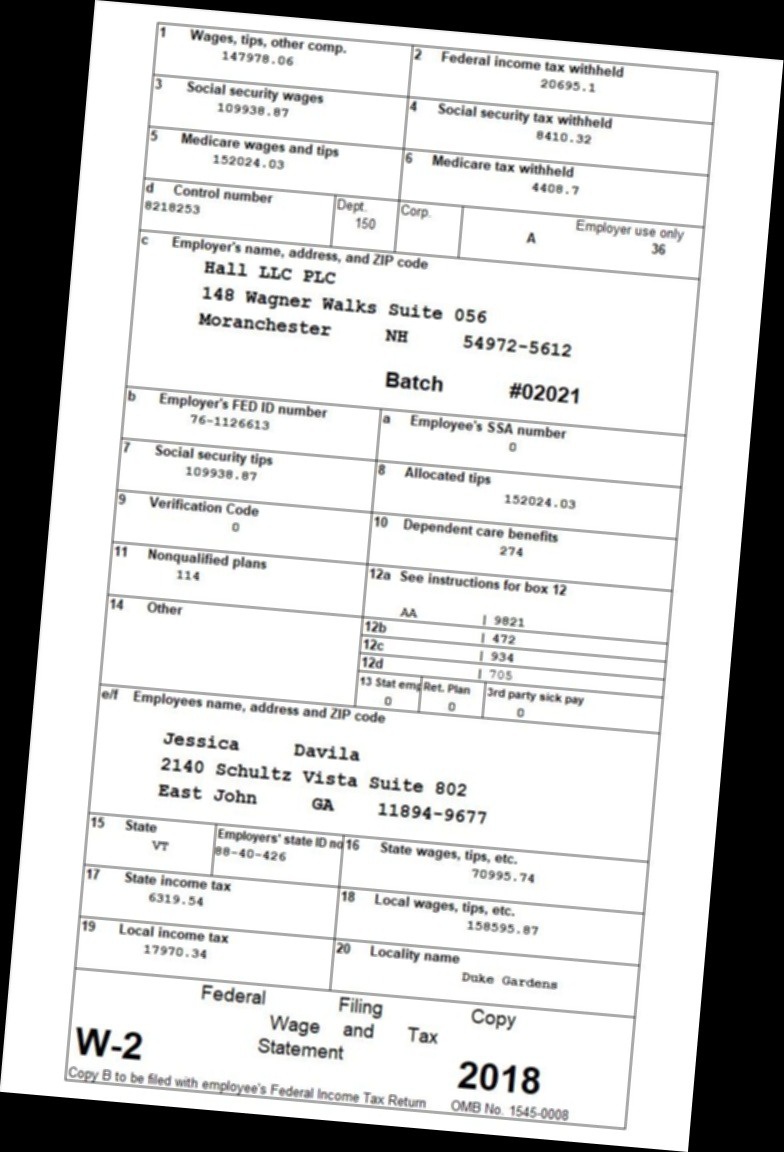 1 Wages, tips, other comp.
147978.06
2 Federal income tax withheld
20695.1
3 Social security wages
109938.87
4 Social security tax withheld
8410.32
5 Medicare wages and tips
152024.03
6 Medicare tax withheld
4408.7
d Control number
8218253
Dept.
150
Corp.
A
Employer use only
36
c Employer's name, address, and ZIP code
Hall LLC PLC
148 Wagner Walks Suite 056
Moranchester NH 54972-5612
Batch #02021
b Employer's FED ID number
76-1126613
a Employee's SSA number
0
7 Social security tips
109938.87
8 Allocated tips
152024.03
9 Verification Code
0
10 Dependent care benefits
274
11 Nonqualified plans
114
12a See instructions for box 12
AA | 9821
14 Other
12b | 472
12c | 934
12d | 705
13 Stat emp Ret. Plan 3rd party sick pay
0 0 0
e/f Employees name, address and ZIP code
Jessica Davila
2140 Schultz Vista Suite 802
East John GA 11894-9677
15 State
VT
Employers' state ID no
88-40-426
16 State wages, tips, etc.
70995.74
17 State income tax
6319.54
18 Local wages, tips, etc.
158595.87
19 Local income tax
17970.34
20 Locality name
Duke Gardens
Federal Filing Copy
Wage and Tax
Statement
W-2
2018
Copy B to be filed with employee's Federal Income Tax Return
OMB No. 1545-0008